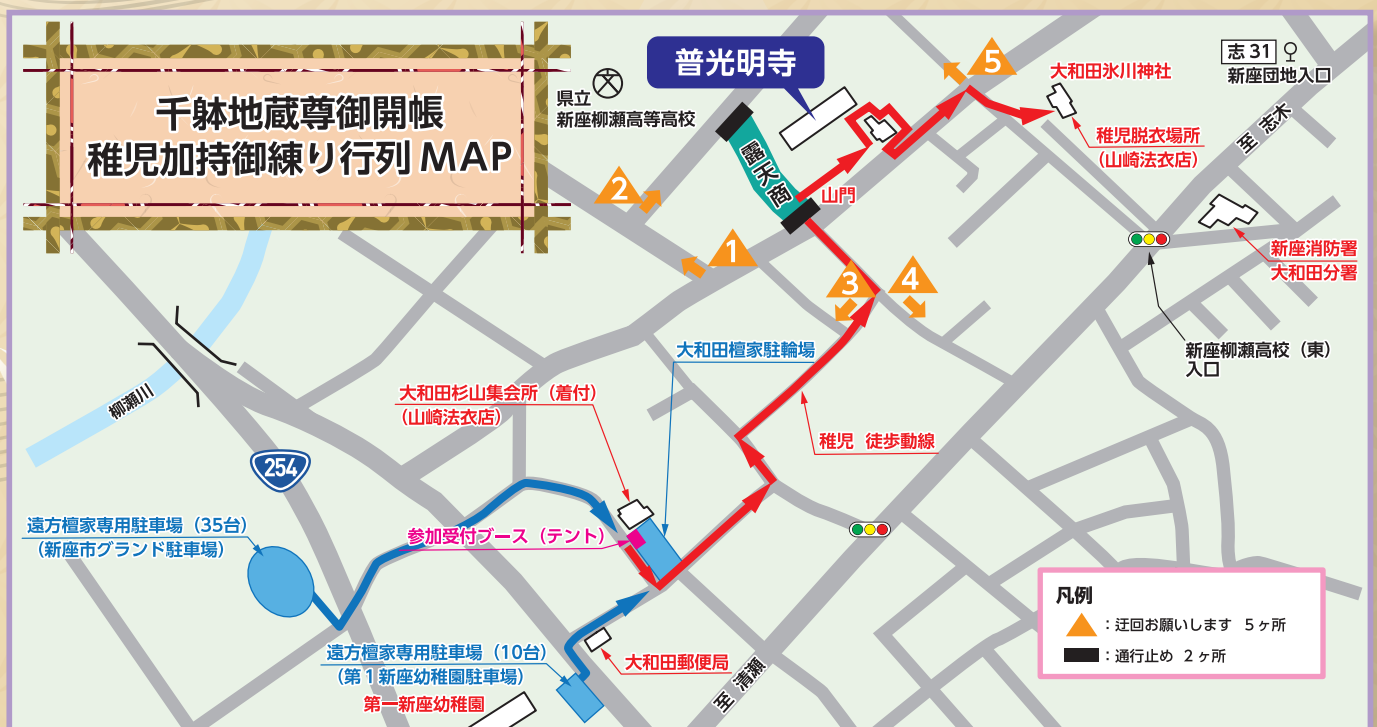 千躰地蔵尊御開帳
稚児加持御練り行列 MAP
県立
新座柳瀬高等高校
普光明寺
5
大和田氷川神社
志31
新座団地入口
稚児脱衣場所
(山崎法衣店)
至 志木
2
露天商
山門
1
3
4
新座消防署
大和田分署
新座柳瀬高校(東)
入口
柳瀬川
大和田檀家駐輪場
大和田杉山集会所(着付)
(山崎法衣店)
稚児 徒歩動線
254
遠方檀家専用駐車場(35台)
(新座市グランド駐車場)
参加受付ブース(テント)
遠方檀家専用駐車場(10台)
(第1新座幼稚園駐車場)
第一新座幼稚園
大和田郵便局
至 清瀬
凡例
:迂回お願いします 5ヶ所
:通行止め 2ヶ所